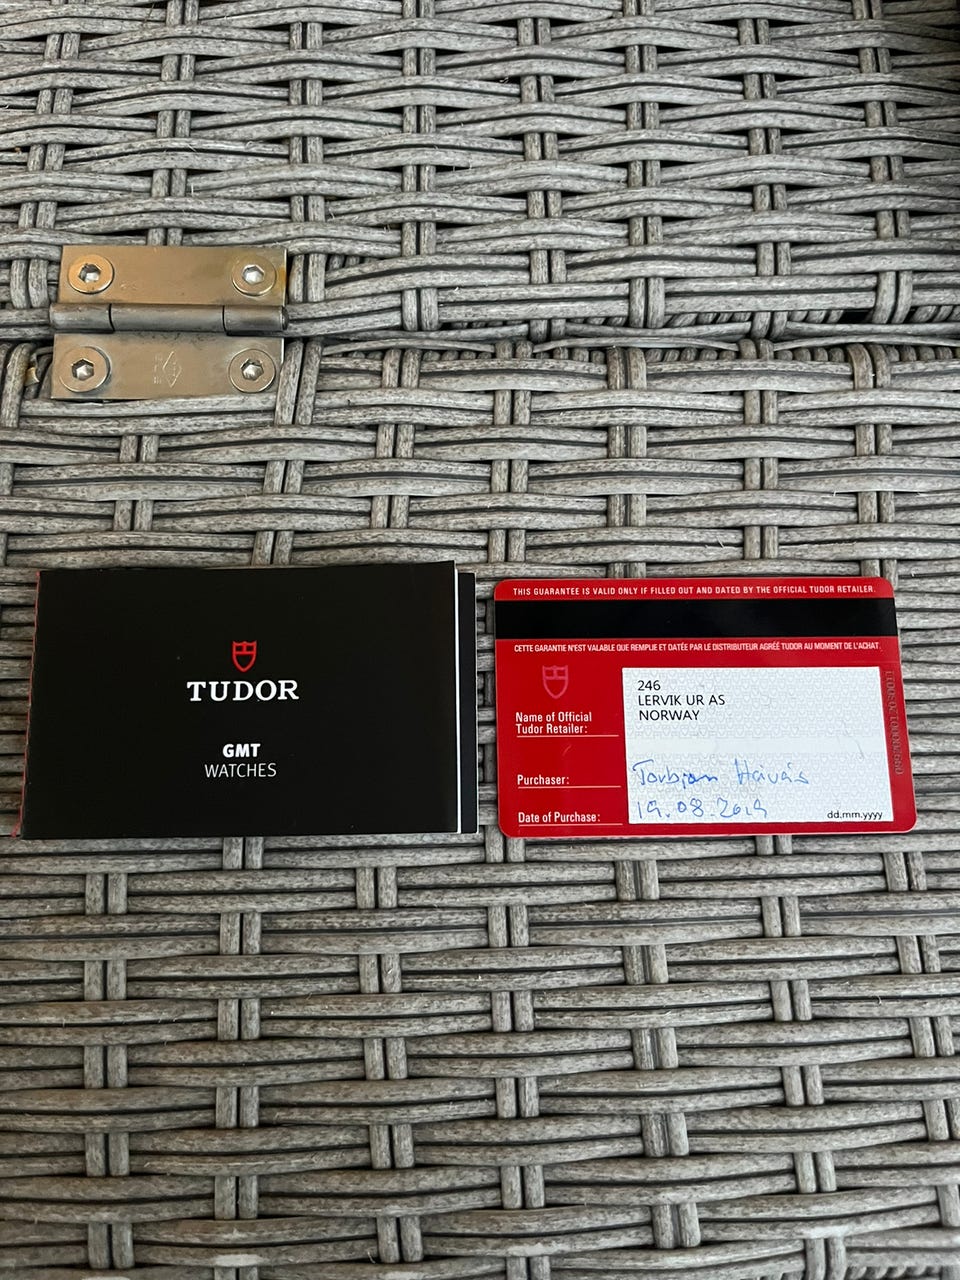 TUDOR
GMT
WATCHES
THIS GUARANTEE IS VALID ONLY IF FILLED OUT AND DATED BY THE OFFICIAL TUDOR RETAILER.
CETTE GARANTIE N'EST VALABLE QUE REMPLIE ET DATÉE PAR LE DISTRIBUTEUR AGRÉÉ TUDOR AU MOMENT DE L'ACHAT.
246
LERVIK UR AS
NORWAY
Name of Official
Tudor Retailer:
Purchaser:
Date of Purchase:
19.08.2019
dd.mm.yyyy